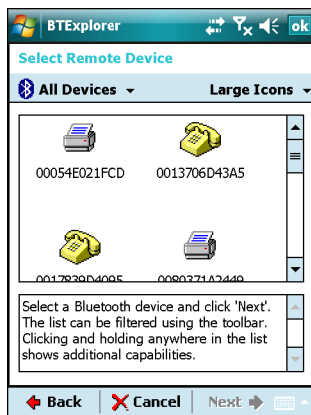 BTExplorer
ok
Select Remote Device
All Devices
Large Icons
00054E021FCD 0013706D43A5
0017839D4095 0080371A2449
Select a Bluetooth device and click 'Next'.
The list can be filtered using the toolbar.
Clicking and holding anywhere in the list
shows additional capabilities.
Back Cancel Next